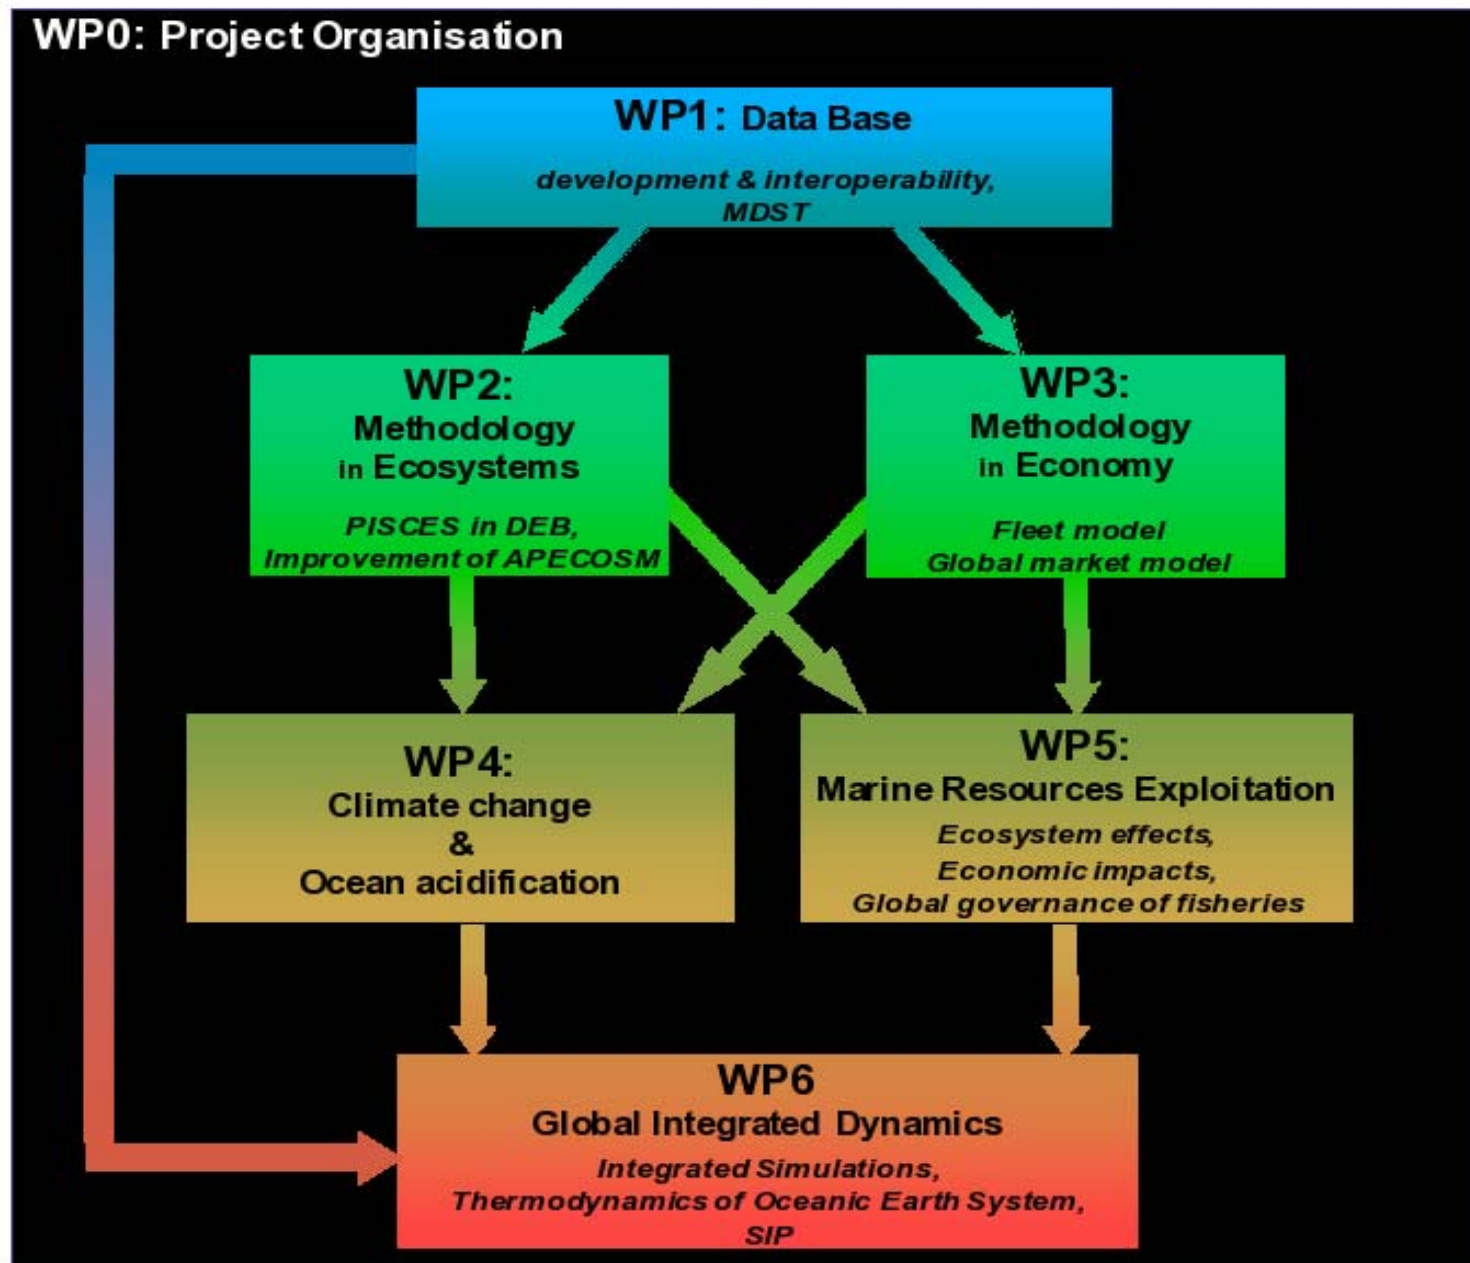 WP0: Project Organisation
WP1: Data Base
development & interoperability,
MDST
WP2:
Methodology
in Ecosystems
PISCES in DEB,
Improvement of APECOSM
WP3:
Methodology
in Economy
Fleet model
Global market model
WP4:
Climate change
&
Ocean acidification
WP5:
Marine Resources Exploitation
Ecosystem effects,
Economic impacts,
Global governance of fisheries
WP6
Global Integrated Dynamics
Integrated Simulations,
Thermodynamics of Oceanic Earth System,
SIP